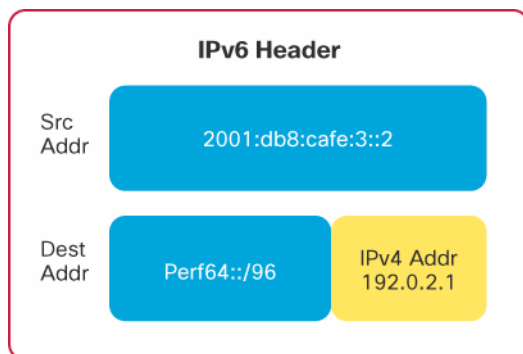 IPv6 Header
Src
Addr
2001:db8:cafe:3::2
Dest
Addr
Perf64::/96
IPv4 Addr
192.0.2.1